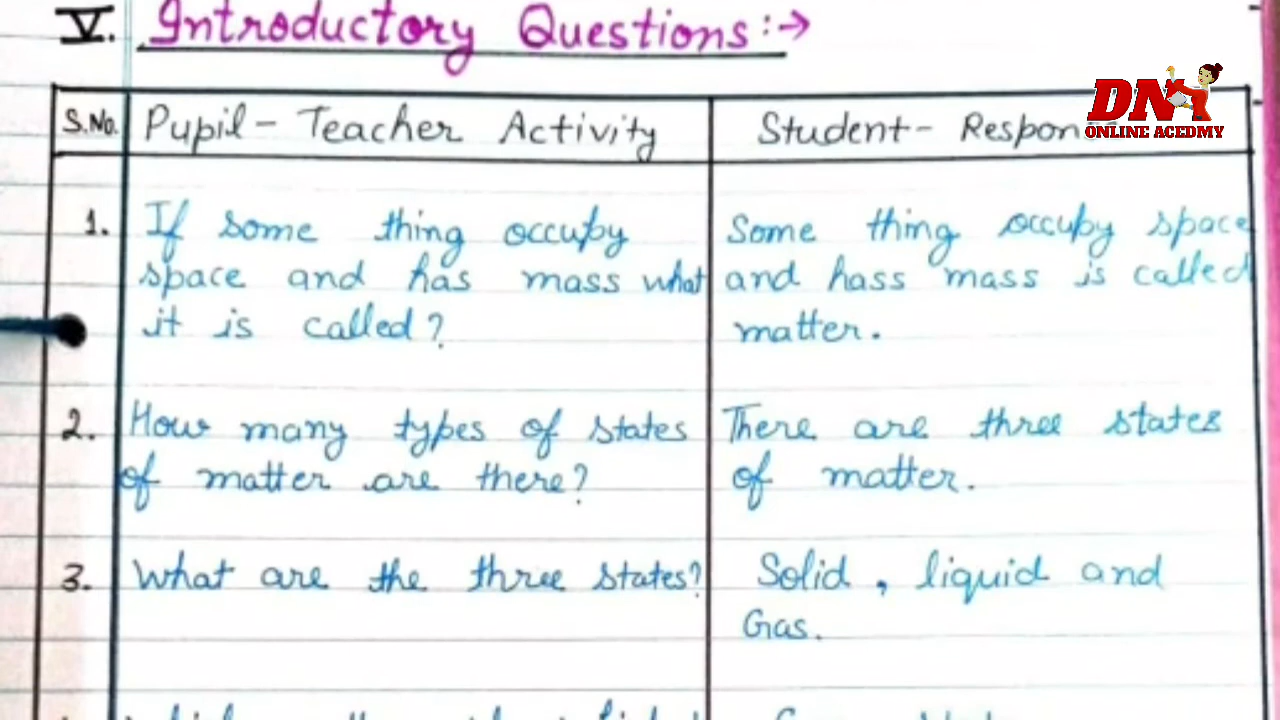 V. Introductory Questions:→
S.No. Pupil - Teacher Activity Student - Respon
DN
ONLINE ACEDMY
1. If some thing occupy
space and has mass what
it is called?
Some thing occupy space
and hass mass is called
matter.
2. How many types of states
of matter are there?
There are three states
of matter.
3. What are the three states?
Solid , liquid and
Gas.